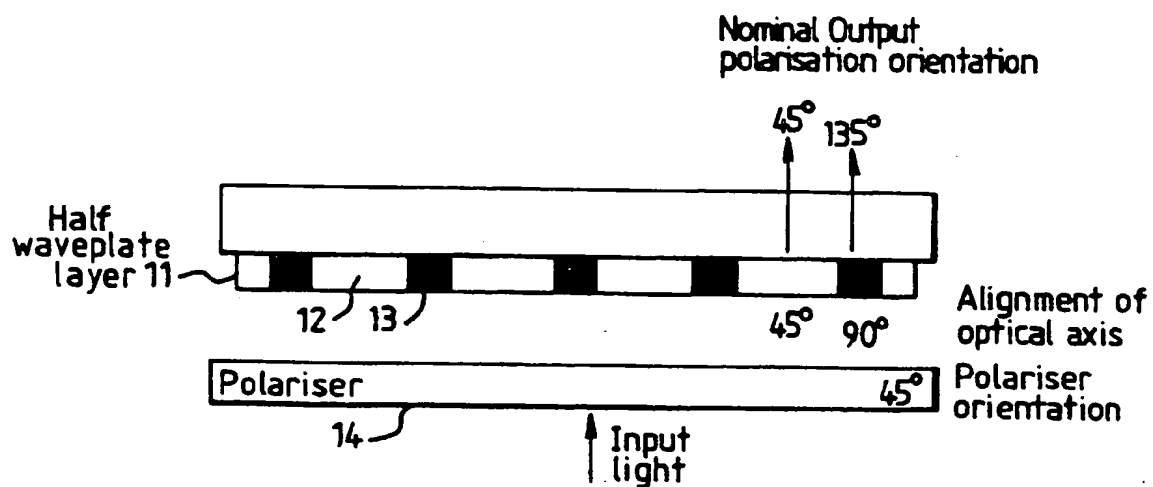 Nominal Output
polarisation orientation
45° 135°
Half
waveplate
layer 11
12 13 45° 90°
Alignment of
optical axis
Polariser 45°
Polariser
orientation
14
Input
light